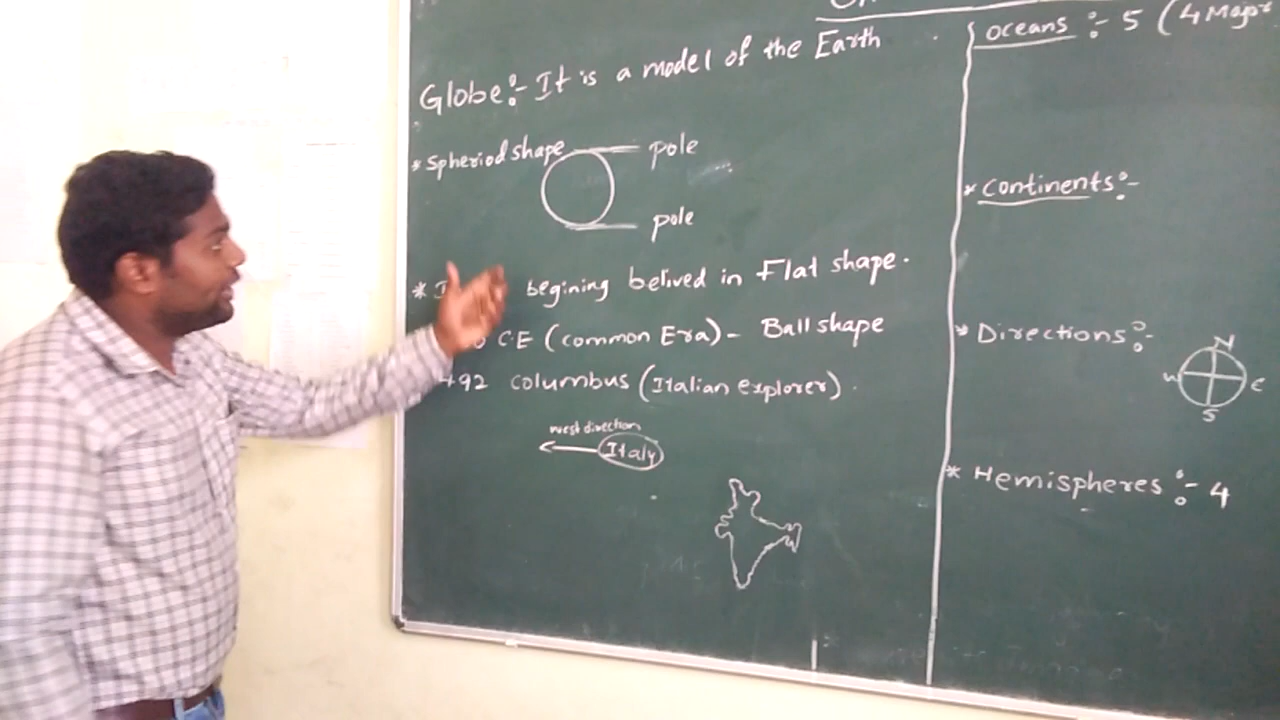 Globe:- It is a model of the Earth
* Spheriod shape
pole
pole
* begining belived in Flat shape.
C.E (common Era) - Ball shape
492 columbus (Italian explorer).
west direction
Italy
oceans :- 5 (4 Major
* continents:-
* Directions:-
N
W E
S
* Hemispheres :- 4